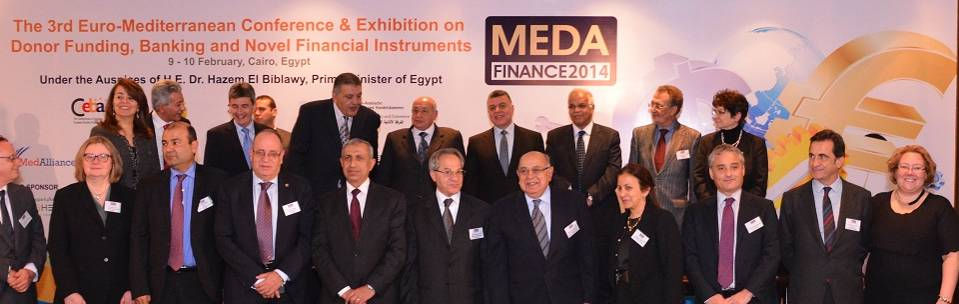 The 3rd Euro-Mediterranean Conference & Exhibition on
Donor Funding, Banking and Novel Financial Instruments
9 - 10 February, Cairo, Egypt
Under the Auspices of H.E. Dr. Hazem El Biblawy, Prime Minister of Egypt
MEDA
FINANCE2014
MedAlliance
SPONSOR